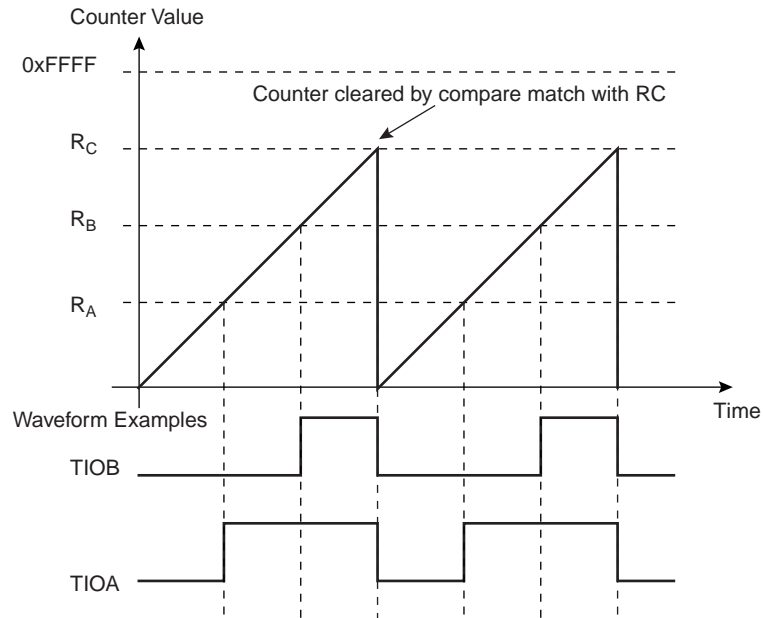 Counter Value
0xFFFF
Counter cleared by compare match with RC
RC
RB
RA
Time
Waveform Examples
TIOB
TIOA